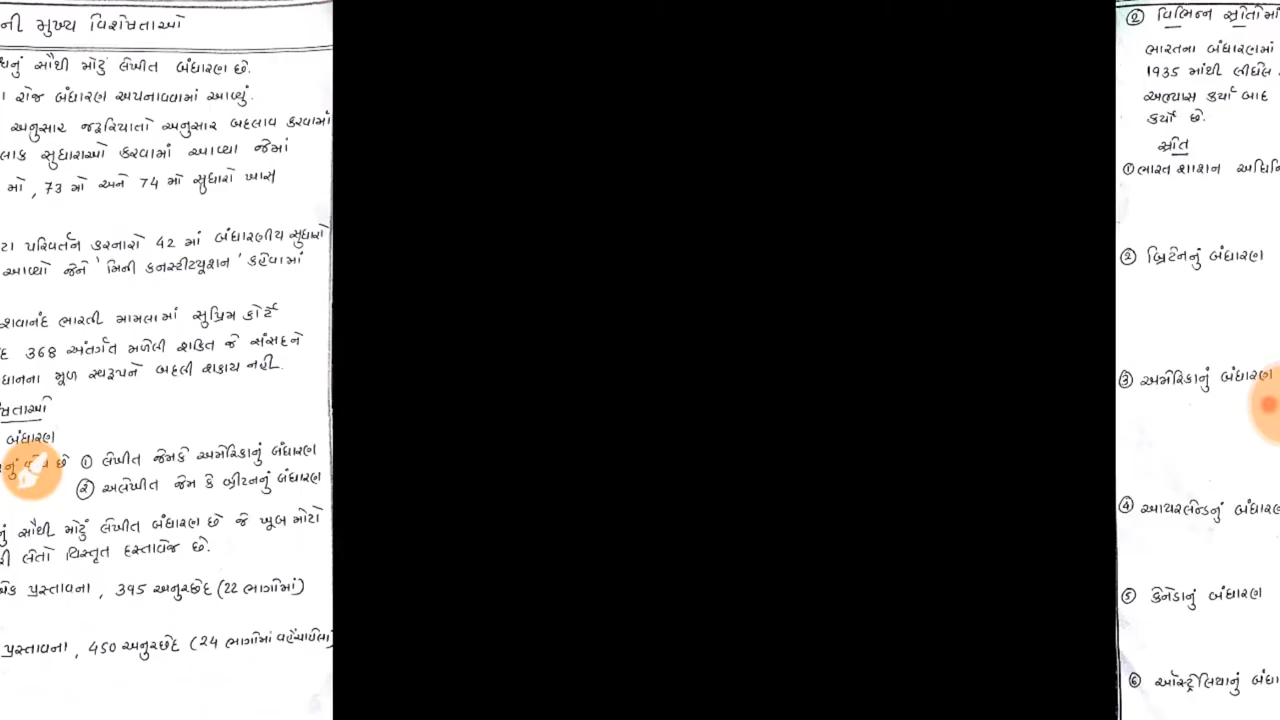 ની મુખ્ય વિશેષતાઓ
સૌથી મોટું લેખીત બંધારણ છે.
રોજ બંધારણ અપનાવવામાં આવ્યું.
અનુસાર જરૂરિયાતો અનુસાર બદલાવ કરવામાં
સુધારાઓ કરવામાં આવ્યા જેમાં
મો, 73 મો અને 74 મો સુધારો ખાસ
પરિવર્તન કરનારો 42 માં બંધારણીય સુધારો
આવ્યો જેને 'મિની કનસ્ટીટયૂશન' કહેવામાં
ભારતી મામલામાં સુપ્રિમ કોર્ટે
368 અંતર્ગત મળેલી શક્તિ જે સંસદને
મૂળ સ્વરૂપને બદલી શકાય નહી.
બંધારણ
છે ① લેખીત જેમકે અમેરિકાનું બંધારણ
② અલેખીત જેમ કે બ્રીટનનું બંધારણ
સૌથી મોટું લેખીત બંધારણ છે જે ખૂબ મોટો
લેતો વિસ્તૃત દસ્તાવેજ છે.
પ્રસ્તાવના, 395 અનુચ્છેદ (22 ભાગોમાં)
પ્રસ્તાવના, 450 અનુચ્છેદ (24 ભાગોમાં વહેંચાયેલા)
② વિભિન્ન સ્રોતોમાં
ભારતના બંધારણમાં
1935 માંથી લીધેલ
અભ્યાસ કર્યા બાદ
કર્યો છે.
સ્રોત
① ભારત શાશન અધિનિ
② બ્રિટનનું બંધારણ
③ અમેરિકાનું બંધારણ
④ આયરલેન્ડનું બંધારણ
⑤ કેનેડાનું બંધારણ
⑥ ઑસ્ટ્રેલિયાનું બંધા